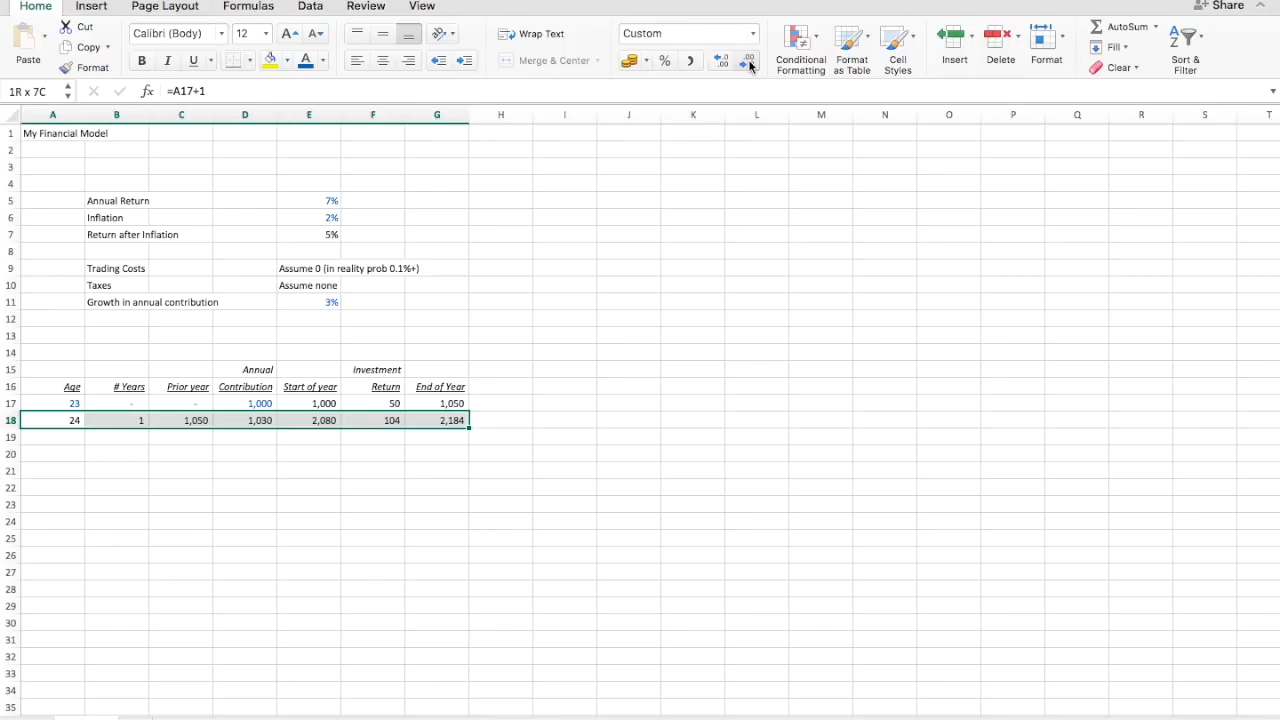 Home Insert Page Layout Formulas Data Review View Share
Cut Calibri (Body) 12 A A Wrap Text Custom AutoSum
Copy Fill
Paste Format B I U A Merge & Center % Conditional Formatting Format as Table Cell Styles Insert Delete Format Clear Sort & Filter
1R x 7C fx =A17+1
A B C D E F G H I J K L M N O P Q R S T
1 My Financial Model
2
3
4
5 Annual Return 7%
6 Inflation 2%
7 Return after Inflation 5%
8
9 Trading Costs Assume 0 (in reality prob 0.1%+)
10 Taxes Assume none
11 Growth in annual contribution 3%
12
13
14
15 Annual Investment
16 Age # Years Prior year Contribution Start of year Return End of Year
17 23 - - 1,000 1,000 50 1,050
18 24 1 1,050 1,030 2,080 104 2,184
19
20
21
22
23
24
25
26
27
28
29
30
31
32
33
34
35